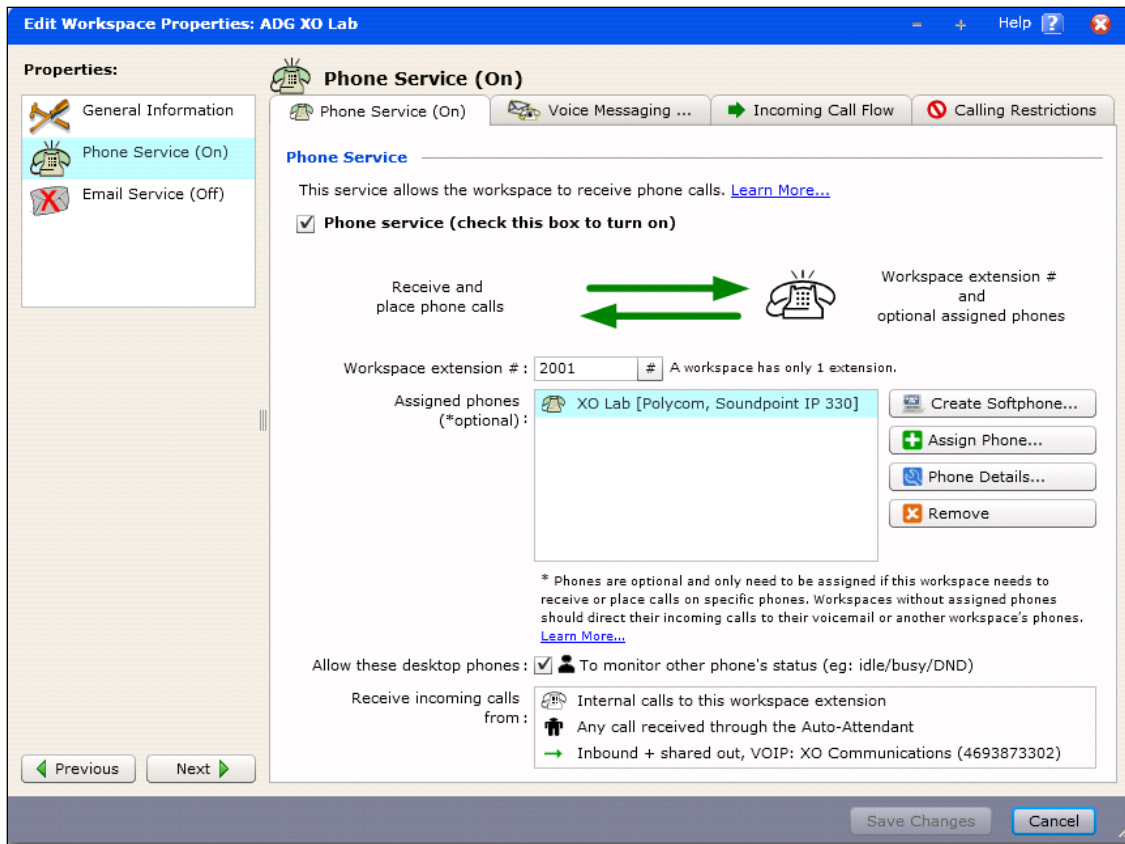 Edit Workspace Properties: ADG XO Lab
- + Help ?
Properties:
General Information
Phone Service (On)
Email Service (Off)
Phone Service (On)
Phone Service (On)
Voice Messaging ...
Incoming Call Flow
Calling Restrictions
Phone Service
This service allows the workspace to receive phone calls. Learn More...
Phone service (check this box to turn on)
Receive and
place phone calls
Workspace extension #
and
optional assigned phones
Workspace extension # : 2001 # A workspace has only 1 extension.
Assigned phones
(*optional) :
XO Lab [Polycom, Soundpoint IP 330]
Create Softphone...
Assign Phone...
Phone Details...
Remove
* Phones are optional and only need to be assigned if this workspace needs to
receive or place calls on specific phones. Workspaces without assigned phones
should direct their incoming calls to their voicemail or another workspace's phones.
Learn More...
Allow these desktop phones : To monitor other phone's status (eg: idle/busy/DND)
Receive incoming calls
from :
Internal calls to this workspace extension
Any call received through the Auto-Attendant
Inbound + shared out, VOIP: XO Communications (4693873302)
Previous
Next
Save Changes
Cancel